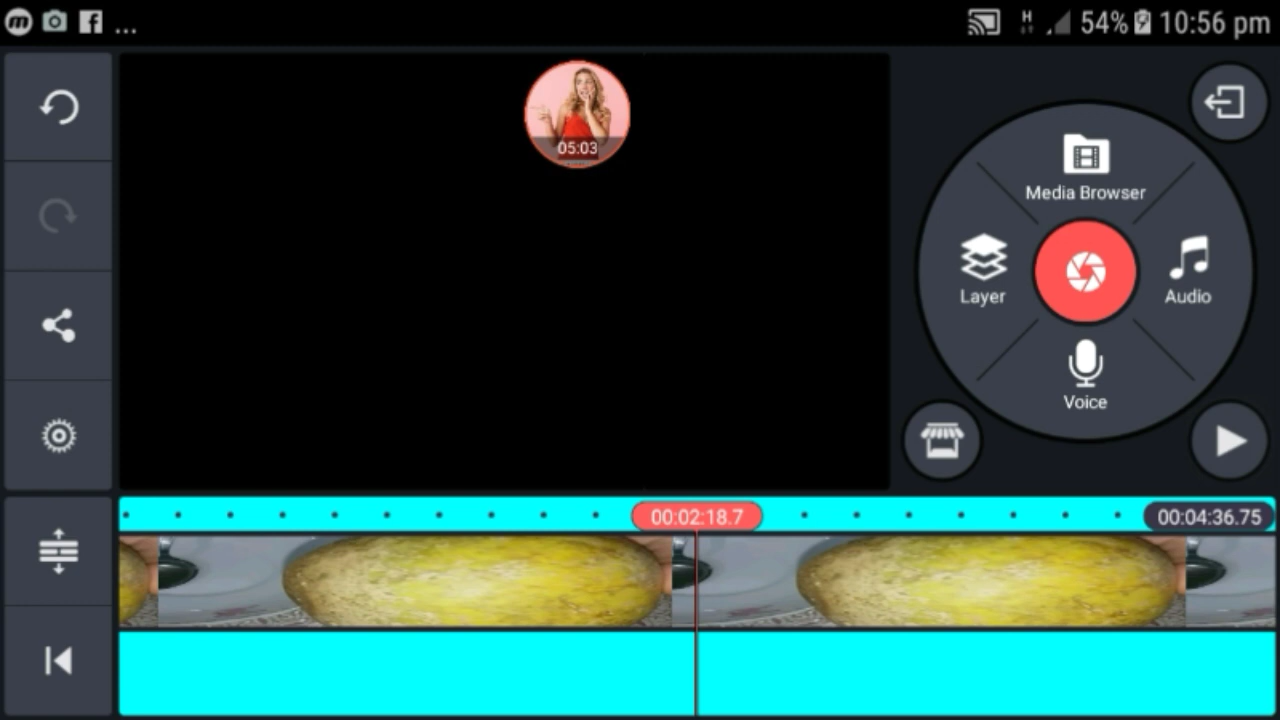 ... H 54% 10:56 pm
05:03
Media Browser
Layer
Audio
Voice
00:02:18.7
00:04:36.75